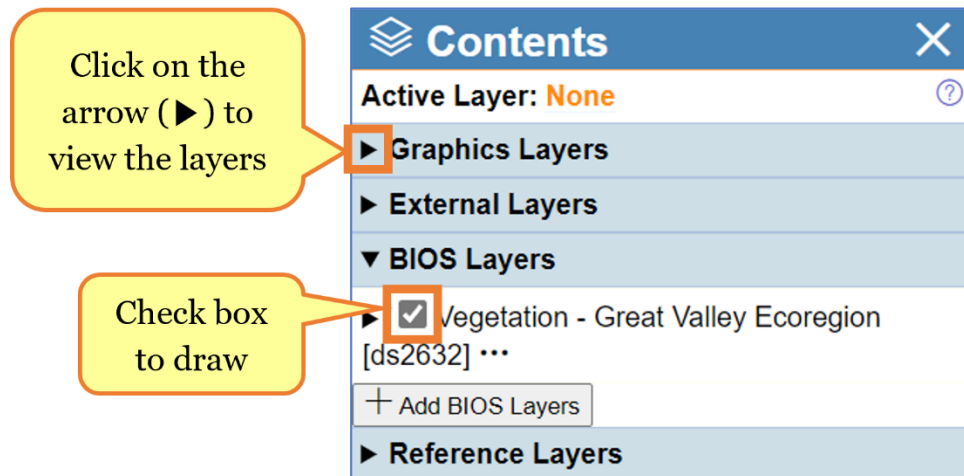 Click on the
arrow (▶) to
view the layers
Contents
Active Layer: None
?
▶ Graphics Layers
▶ External Layers
▼ BIOS Layers
Check box
to draw
▶ Vegetation - Great Valley Ecoregion
[ds2632] •••
+ Add BIOS Layers
▶ Reference Layers